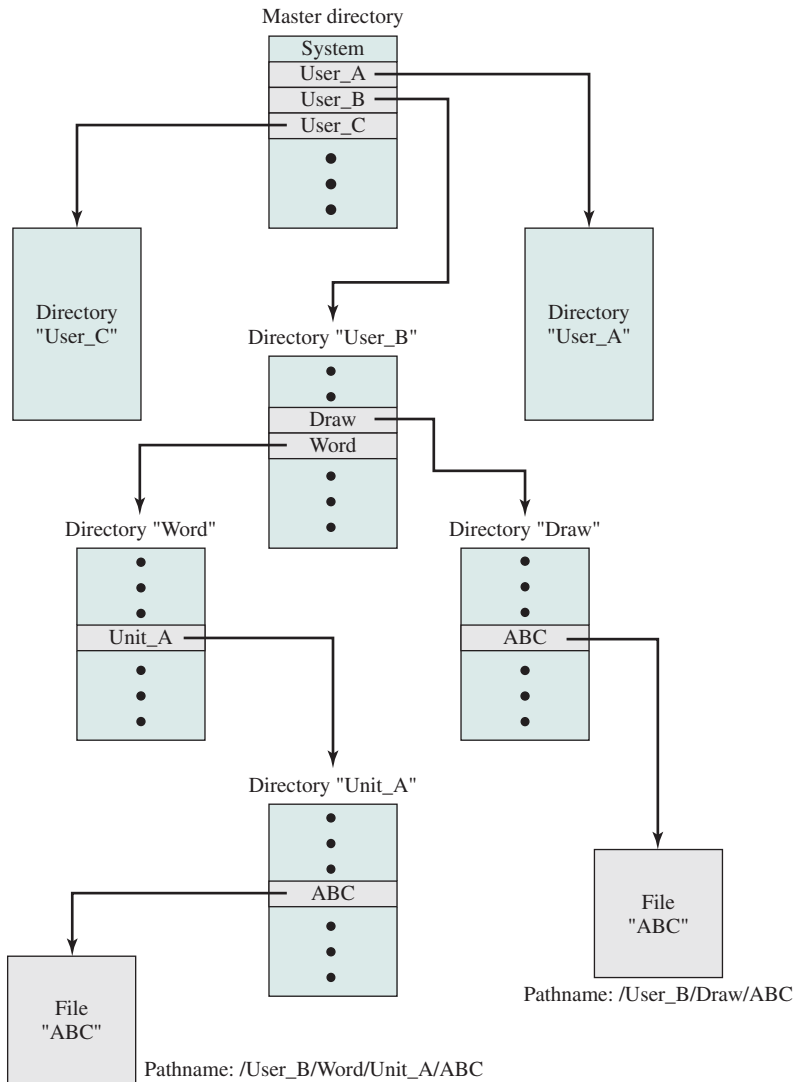 Master directory
System
User_A
User_B
User_C
Directory
"User_C"
Directory
"User_A"
Directory "User_B"
Draw
Word
Directory "Word"
Unit_A
Directory "Draw"
ABC
Directory "Unit_A"
ABC
File
"ABC"
Pathname: /User_B/Draw/ABC
File
"ABC"
Pathname: /User_B/Word/Unit_A/ABC